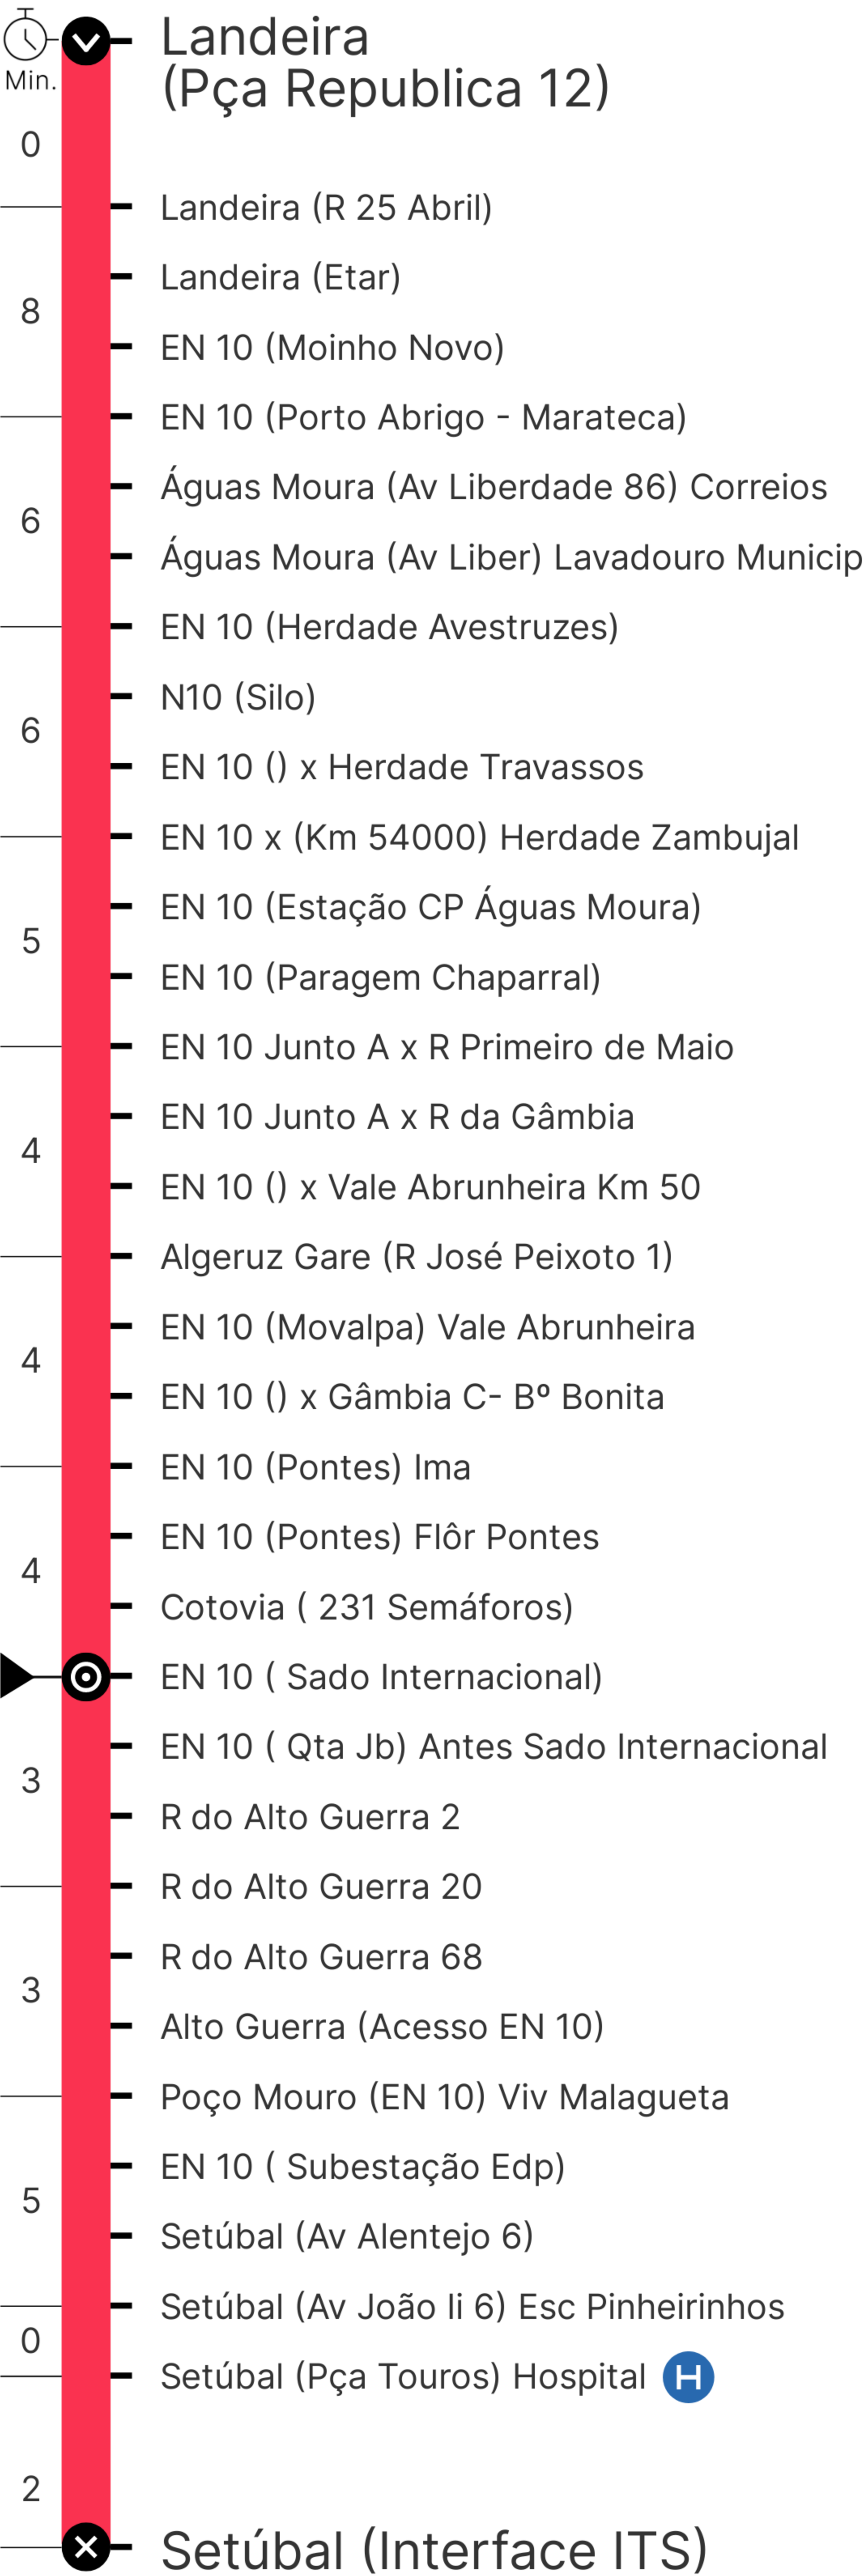 Landeira
(Pça Republica 12)
Min.
0
Landeira (R 25 Abril)
Landeira (Etar)
8
EN 10 (Moinho Novo)
EN 10 (Porto Abrigo - Marateca)
Águas Moura (Av Liberdade 86) Correios
6
Águas Moura (Av Liber) Lavadouro Municip
EN 10 (Herdade Avestruzes)
N10 (Silo)
6
EN 10 () x Herdade Travassos
EN 10 x (Km 54000) Herdade Zambujal
EN 10 (Estação CP Águas Moura)
5
EN 10 (Paragem Chaparral)
EN 10 Junto A x R Primeiro de Maio
EN 10 Junto A x R da Gâmbia
4
EN 10 () x Vale Abrunheira Km 50
Algeruz Gare (R José Peixoto 1)
EN 10 (Movalpa) Vale Abrunheira
4
EN 10 () x Gâmbia C- Bº Bonita
EN 10 (Pontes) Ima
EN 10 (Pontes) Flôr Pontes
4
Cotovia ( 231 Semáforos)
EN 10 ( Sado Internacional)
EN 10 ( Qta Jb) Antes Sado Internacional
3
R do Alto Guerra 2
R do Alto Guerra 20
R do Alto Guerra 68
3
Alto Guerra (Acesso EN 10)
Poço Mouro (EN 10) Viv Malagueta
EN 10 ( Subestação Edp)
5
Setúbal (Av Alentejo 6)
Setúbal (Av João Ii 6) Esc Pinheirinhos
0
Setúbal (Pça Touros) Hospital H
2
Setúbal (Interface ITS)